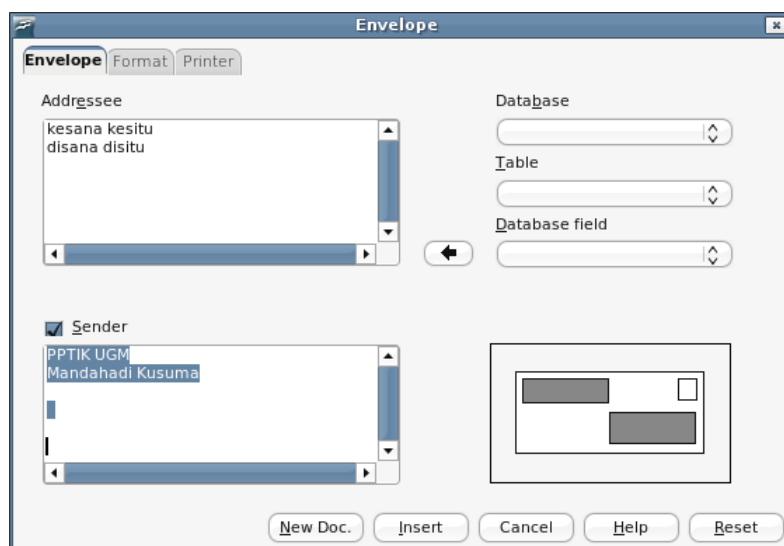 Envelope
Envelope Format Printer
Addressee
kesana kesitu
disana disitu
Database
Table
Database field
Sender
PPTIK UGM
Mandahadi Kusuma
New Doc. Insert Cancel Help Reset